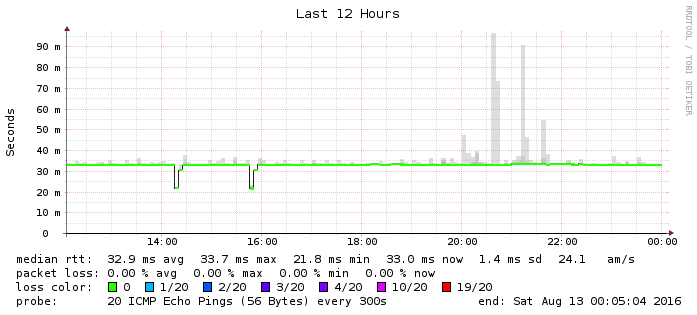 Last 12 Hours
RRDTOOL / TOBI OETIKER
Seconds
90 m
80 m
70 m
60 m
50 m
40 m
30 m
20 m
10 m
0
14:00 16:00 18:00 20:00 22:00 00:00
median rtt: 32.9 ms avg 33.7 ms max 21.8 ms min 33.0 ms now 1.4 ms sd 24.1 am/s
packet loss: 0.00 % avg 0.00 % max 0.00 % min 0.00 % now
loss color: 0 1/20 2/20 3/20 4/20 10/20 19/20
probe: 20 ICMP Echo Pings (56 Bytes) every 300s end: Sat Aug 13 00:05:04 2016